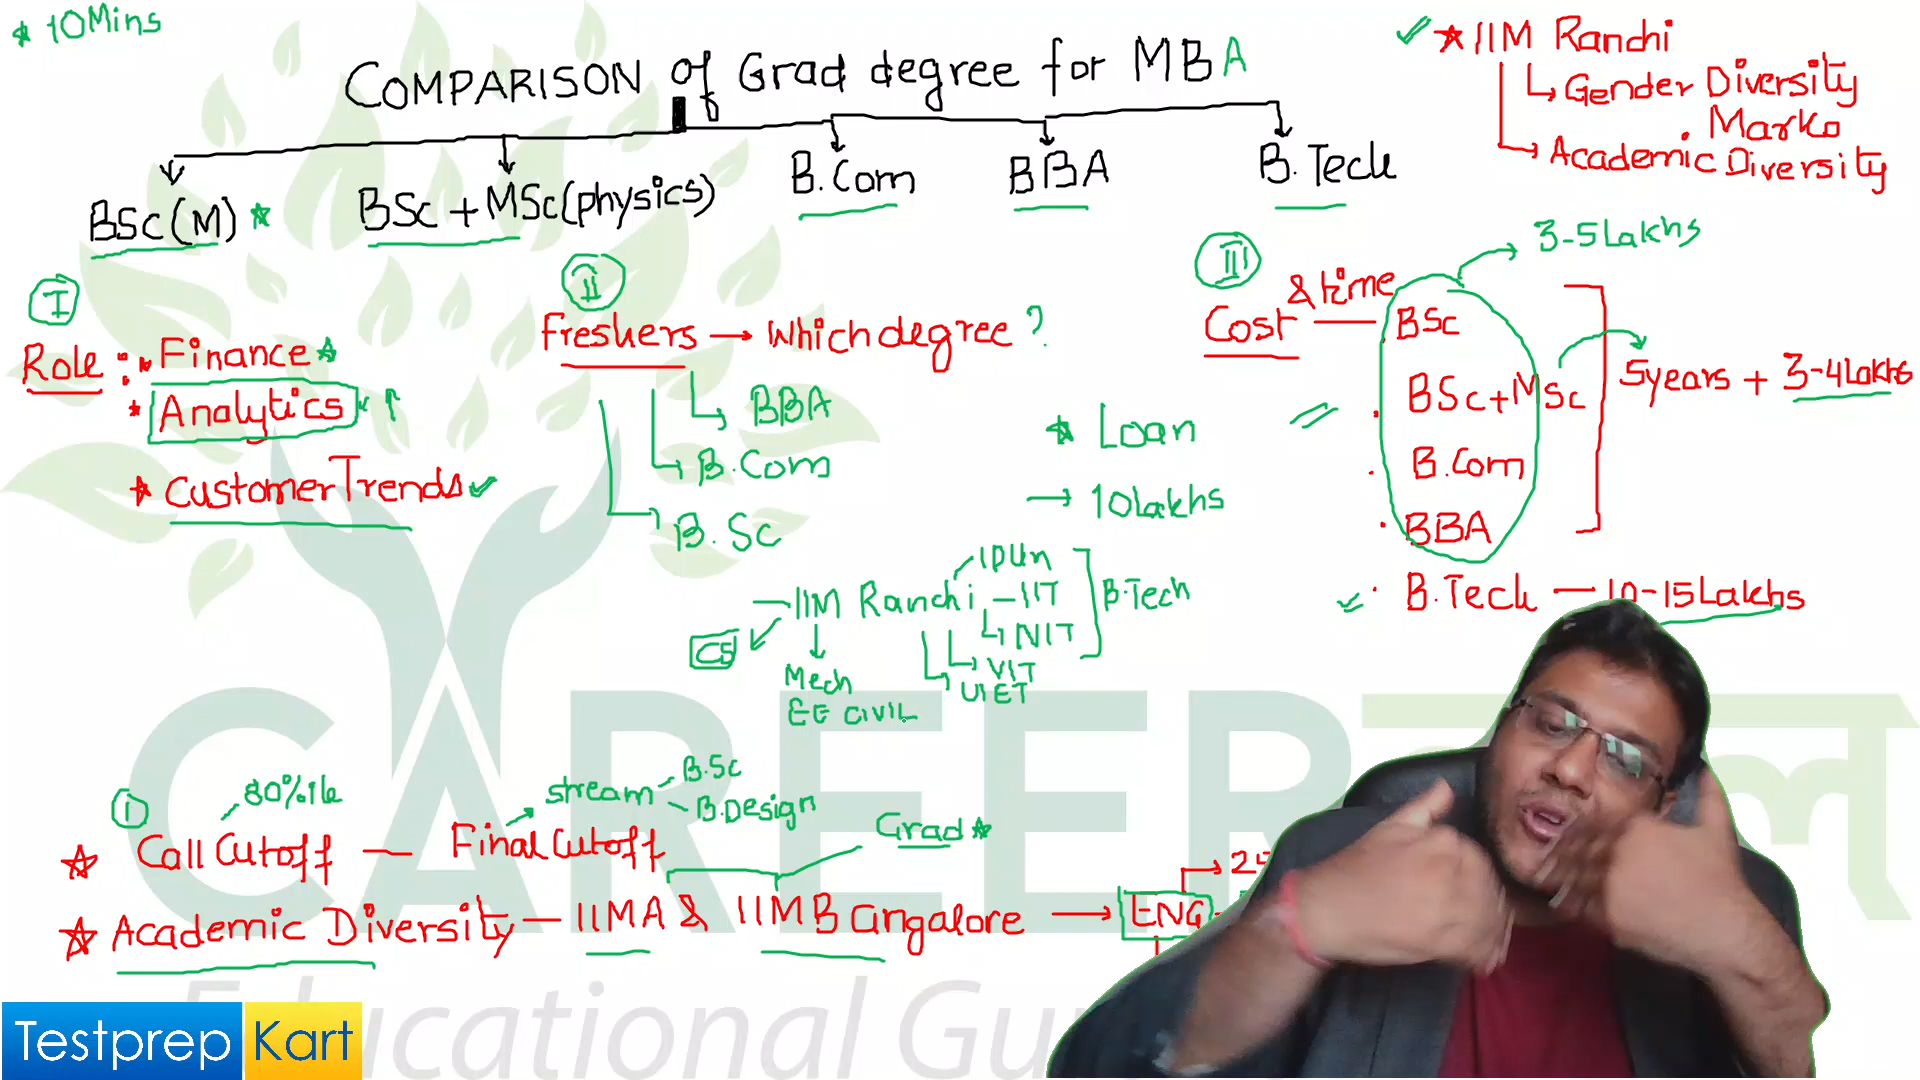 * 10Mins
COMPARISON of Grad degree for MBA
BSc(M) *
BSc + MSc(physics)
B.Com
BBA
B.Tech
* IIM Ranchi
Gender Diversity
Marko
Academic Diversity
I
Role : Finance
* Analytics
* Customer Trends
II
Freshers → Which degree?
BBA
B.Com
B.Sc
III
Cost & time
BSc
BSc+MSc
B.Com
BBA
3-5Lakhs
5years + 3-4Lakhs
B.Tech — 10-15Lakhs
* Loan
→ 10lakhs
IIM Ranchi
IPUn
IIT
NIT
VIT
UIET
B.Tech
CS
Mech
EE CIVIL
I
80%ile
* Call Cutoff — Final Cutoff
stream
B.Sc
B.Design
Grad *
* Academic Diversity — IIMA & IIMBangalore → ENG
Testprep Kart
CAREER
Educational Gu